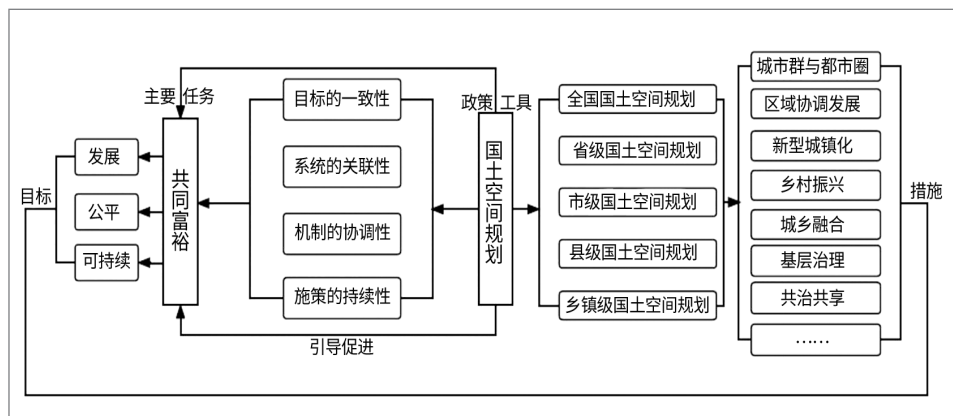 目标
发展
公平
可持续
主要 任务
共同富裕
目标的一致性
系统的关联性
机制的协调性
施策的持续性
引导促进
政策 工具
国土空间规划
全国国土空间规划
省级国土空间规划
市级国土空间规划
县级国土空间规划
乡镇级国土空间规划
城市群与都市圈
区域协调发展
新型城镇化
乡村振兴
城乡融合
基层治理
共治共享
……
措施